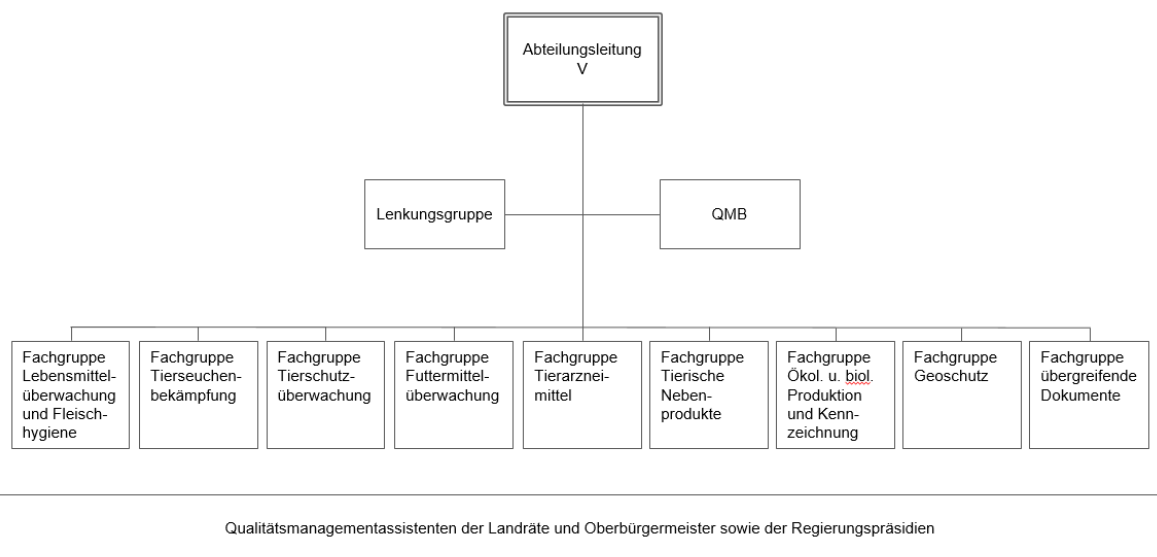 Abteilungsleitung
V
Lenkungsgruppe
QMB
Fachgruppe
Lebensmittel-
überwachung
und Fleisch-
hygiene
Fachgruppe
Tierseuchen-
bekämpfung
Fachgruppe
Tierschutz-
überwachung
Fachgruppe
Futtermittel-
überwachung
Fachgruppe
Tierarznei-
mittel
Fachgruppe
Tierische
Neben-
produkte
Fachgruppe
Ökol. u. biol.
Produktion
und Kenn-
zeichnung
Fachgruppe
Geoschutz
Fachgruppe
übergreifende
Dokumente
Qualitätsmanagementassistenten der Landräte und Oberbürgermeister sowie der Regierungspräsidien